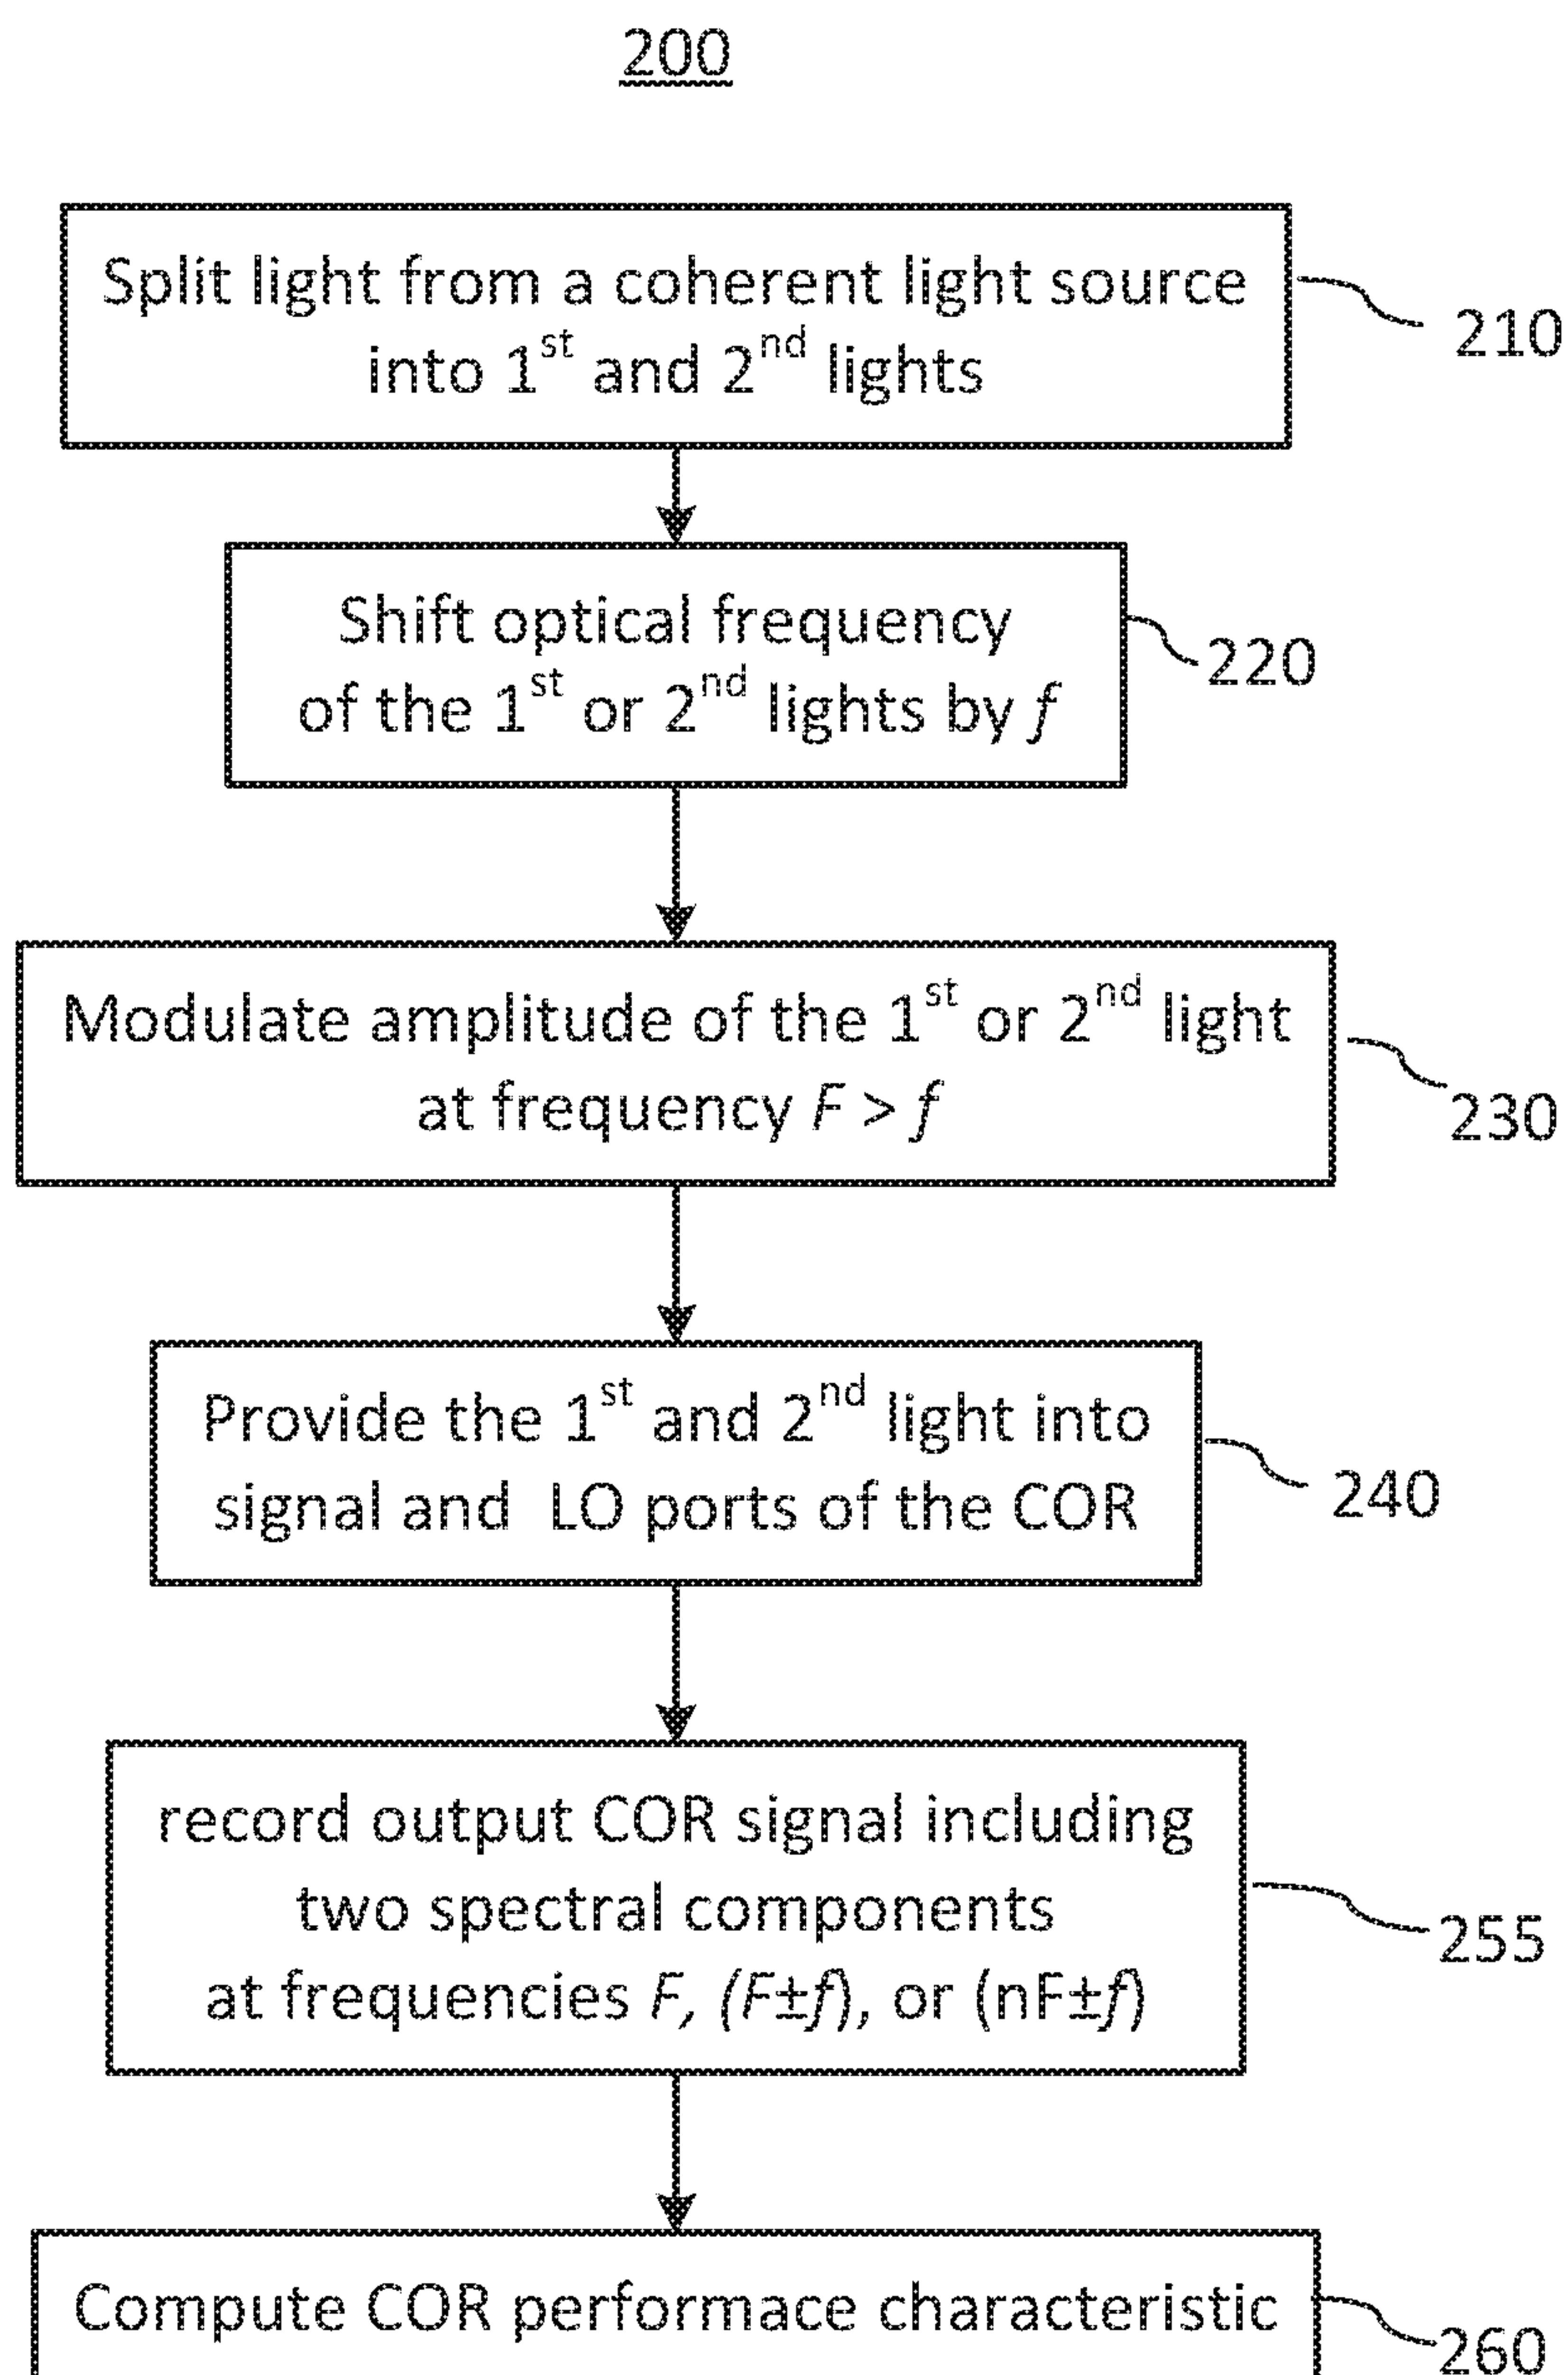 200
Split light from a coherent light source
into 1st and 2nd lights
210
Shift optical frequency
of the 1st or 2nd lights by f
220
Modulate amplitude of the 1st or 2nd light
at frequency F > f
230
Provide the 1st and 2nd light into
signal and LO ports of the COR
240
record output COR signal including
two spectral components
at frequencies F, (F±f), or (nF±f)
255
Compute COR performace characteristic
260